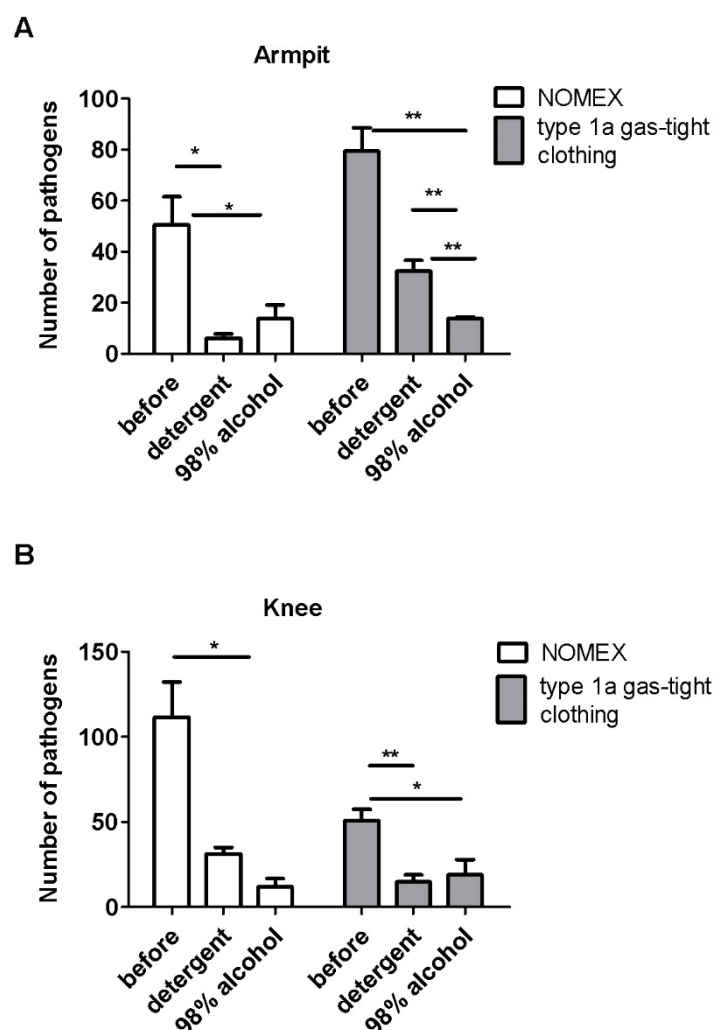 A
Armpit
Number of pathogens
100
80
60
40
20
0
* * ** ** **
NOMEX
type 1a gas-tight
clothing
before detergent 98% alcohol before detergent 98% alcohol
B
Knee
Number of pathogens
150
100
50
0
* ** *
NOMEX
type 1a gas-tight
clothing
before detergent 98% alcohol before detergent 98% alcohol